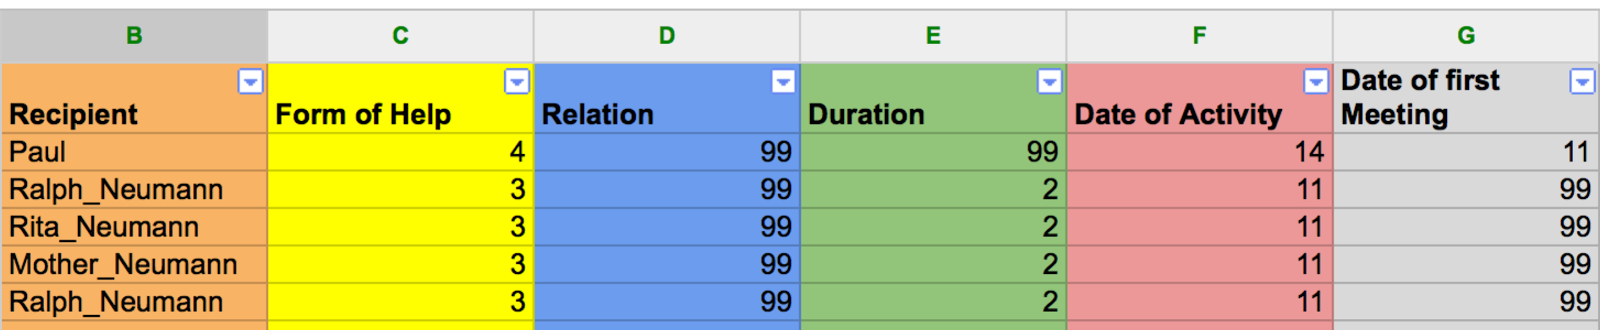 B C D E F G
Recipient Form of Help Relation Duration Date of Activity Date of first
Meeting
Paul 4 99 99 14 11
Ralph_Neumann 3 99 2 11 99
Rita_Neumann 3 99 2 11 99
Mother_Neumann 3 99 2 11 99
Ralph_Neumann 3 99 2 11 99